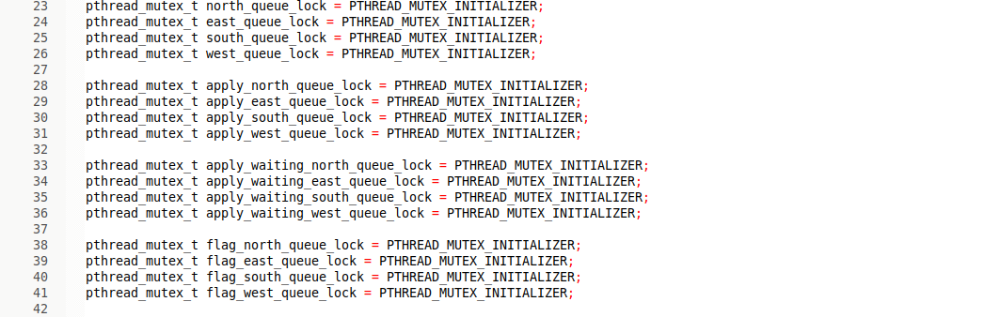 23 pthread_mutex_t north_queue_lock = PTHREAD_MUTEX_INITIALIZER;
24 pthread_mutex_t east_queue_lock = PTHREAD_MUTEX_INITIALIZER;
25 pthread_mutex_t south_queue_lock = PTHREAD_MUTEX_INITIALIZER;
26 pthread_mutex_t west_queue_lock = PTHREAD_MUTEX_INITIALIZER;
27
28 pthread_mutex_t apply_north_queue_lock = PTHREAD_MUTEX_INITIALIZER;
29 pthread_mutex_t apply_east_queue_lock = PTHREAD_MUTEX_INITIALIZER;
30 pthread_mutex_t apply_south_queue_lock = PTHREAD_MUTEX_INITIALIZER;
31 pthread_mutex_t apply_west_queue_lock = PTHREAD_MUTEX_INITIALIZER;
32
33 pthread_mutex_t apply_waiting_north_queue_lock = PTHREAD_MUTEX_INITIALIZER;
34 pthread_mutex_t apply_waiting_east_queue_lock = PTHREAD_MUTEX_INITIALIZER;
35 pthread_mutex_t apply_waiting_south_queue_lock = PTHREAD_MUTEX_INITIALIZER;
36 pthread_mutex_t apply_waiting_west_queue_lock = PTHREAD_MUTEX_INITIALIZER;
37
38 pthread_mutex_t flag_north_queue_lock = PTHREAD_MUTEX_INITIALIZER;
39 pthread_mutex_t flag_east_queue_lock = PTHREAD_MUTEX_INITIALIZER;
40 pthread_mutex_t flag_south_queue_lock = PTHREAD_MUTEX_INITIALIZER;
41 pthread_mutex_t flag_west_queue_lock = PTHREAD_MUTEX_INITIALIZER;
42